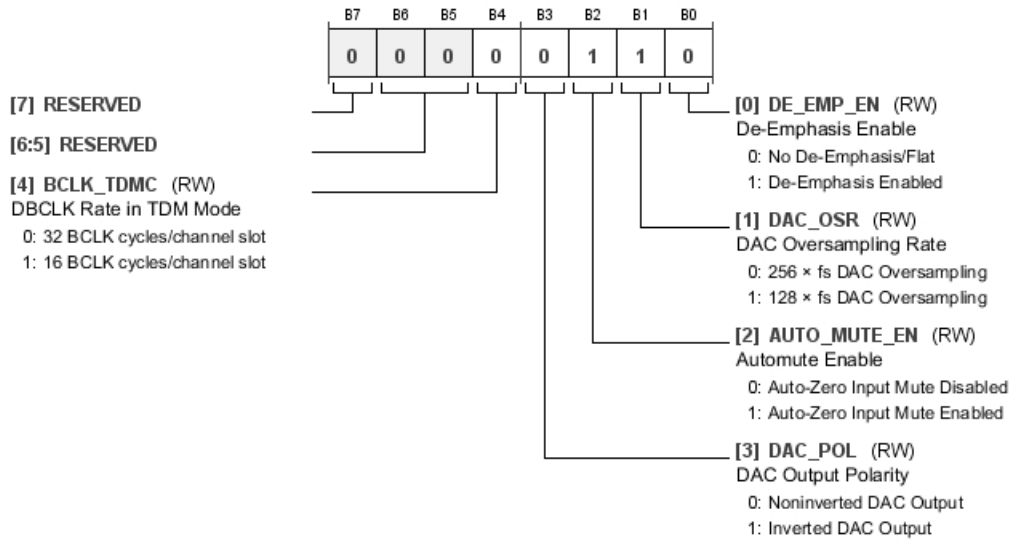 B7 B6 B5 B4 B3 B2 B1 B0
0 0 0 0 0 1 1 0
[7] RESERVED
[6:5] RESERVED
[4] BCLK_TDMC (RW)
DBCLK Rate in TDM Mode
0: 32 BCLK cycles/channel slot
1: 16 BCLK cycles/channel slot
[0] DE_EMP_EN (RW)
De-Emphasis Enable
0: No De-Emphasis/Flat
1: De-Emphasis Enabled
[1] DAC_OSR (RW)
DAC Oversampling Rate
0: 256 × fs DAC Oversampling
1: 128 × fs DAC Oversampling
[2] AUTO_MUTE_EN (RW)
Automute Enable
0: Auto-Zero Input Mute Disabled
1: Auto-Zero Input Mute Enabled
[3] DAC_POL (RW)
DAC Output Polarity
0: Noninverted DAC Output
1: Inverted DAC Output